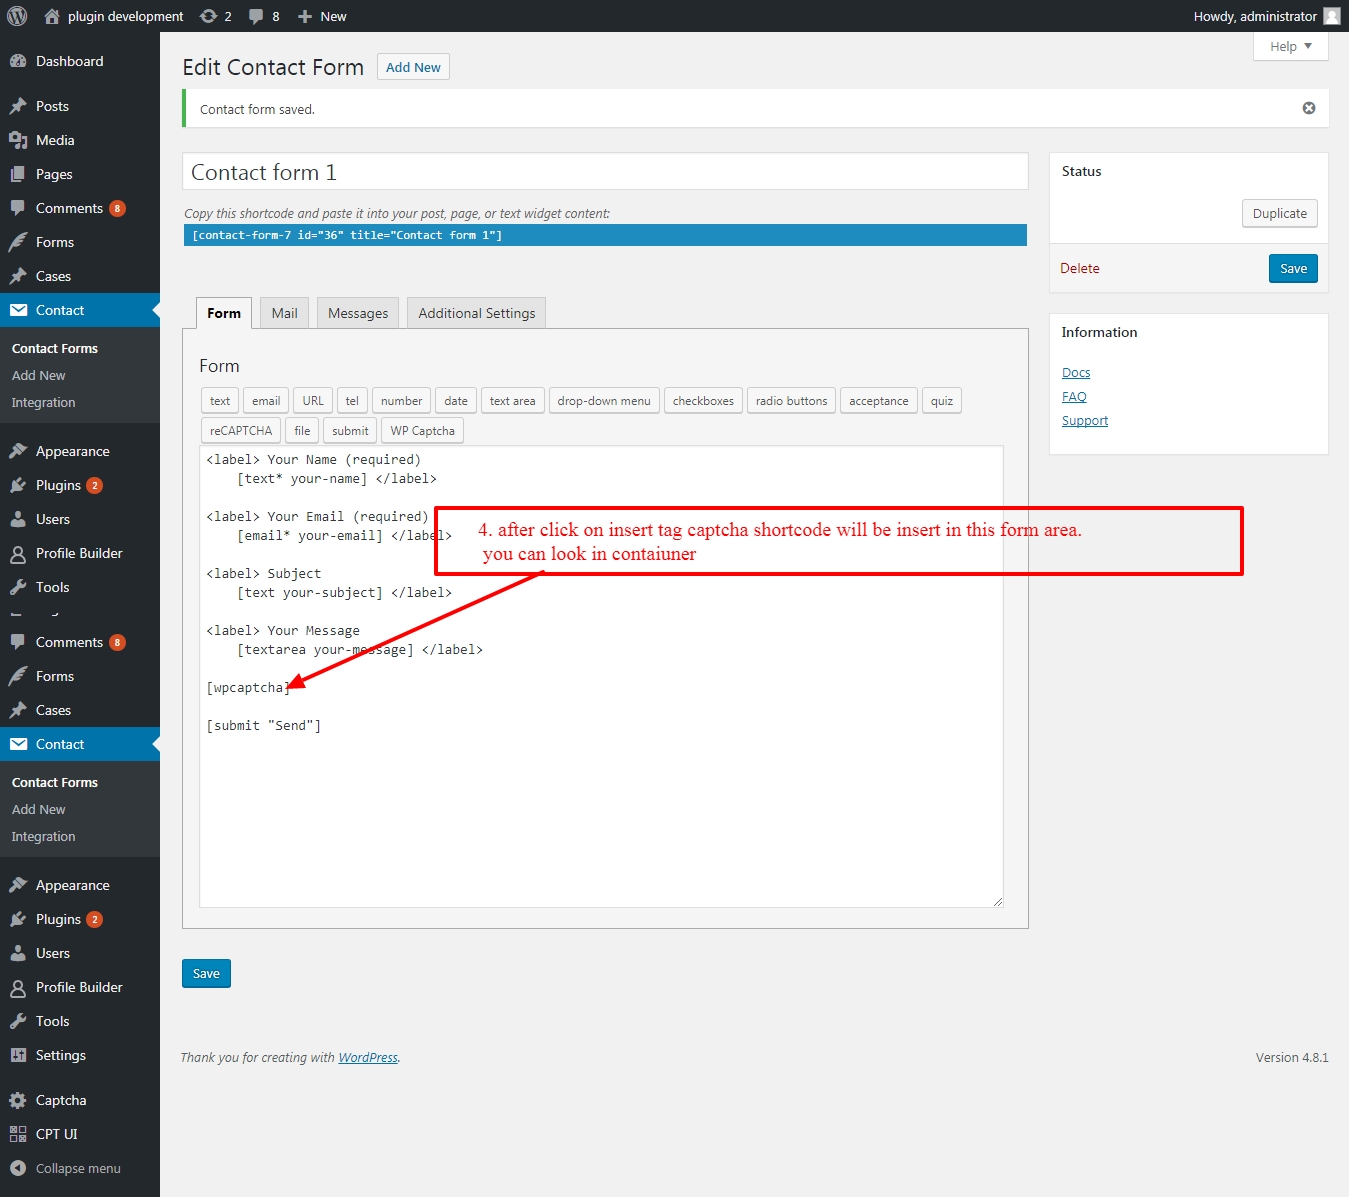 plugin development 2 8 New
Howdy, administrator
Help
Dashboard
Posts
Media
Pages
Comments 8
Forms
Cases
Contact
Contact Forms
Add New
Integration
Appearance
Plugins 2
Users
Profile Builder
Tools
Comments 8
Forms
Cases
Contact
Contact Forms
Add New
Integration
Appearance
Plugins 2
Users
Profile Builder
Tools
Settings
Captcha
CPT UI
Collapse menu
Edit Contact Form Add New
Contact form saved.
Contact form 1
Copy this shortcode and paste it into your post, page, or text widget content:
[contact-form-7 id="36" title="Contact form 1"]
Form Mail Messages Additional Settings
Form
text email URL tel number date text area drop-down menu checkboxes radio buttons acceptance quiz
reCAPTCHA file submit WP Captcha
<label> Your Name (required)
[text* your-name] </label>
<label> Your Email (required)
[email* your-email] </label>
<label> Subject
[text your-subject] </label>
<label> Your Message
[textarea your-message] </label>
[wpcaptcha]
[submit "Send"]
4. after click on insert tag captcha shortcode will be insert in this form area.
you can look in contaiuner
Save
Status
Duplicate
Delete Save
Information
Docs
FAQ
Support
Thank you for creating with WordPress.
Version 4.8.1